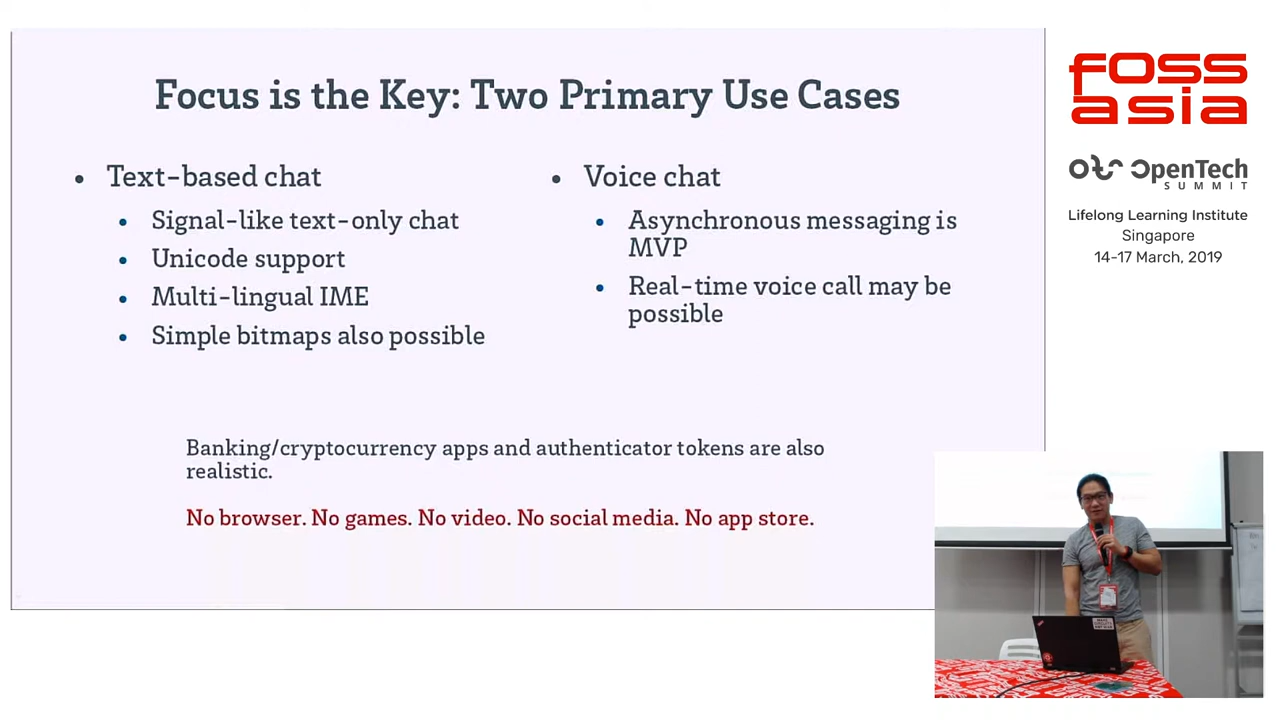 Focus is the Key: Two Primary Use Cases
• Text-based chat
• Signal-like text-only chat
• Unicode support
• Multi-lingual IME
• Simple bitmaps also possible
• Voice chat
• Asynchronous messaging is
MVP
• Real-time voice call may be
possible
Banking/cryptocurrency apps and authenticator tokens are also
realistic.
No browser. No games. No video. No social media. No app store.
FOSS
asia
OpenTech
SUMMIT
Lifelong Learning Institute
Singapore
14-17 March, 2019